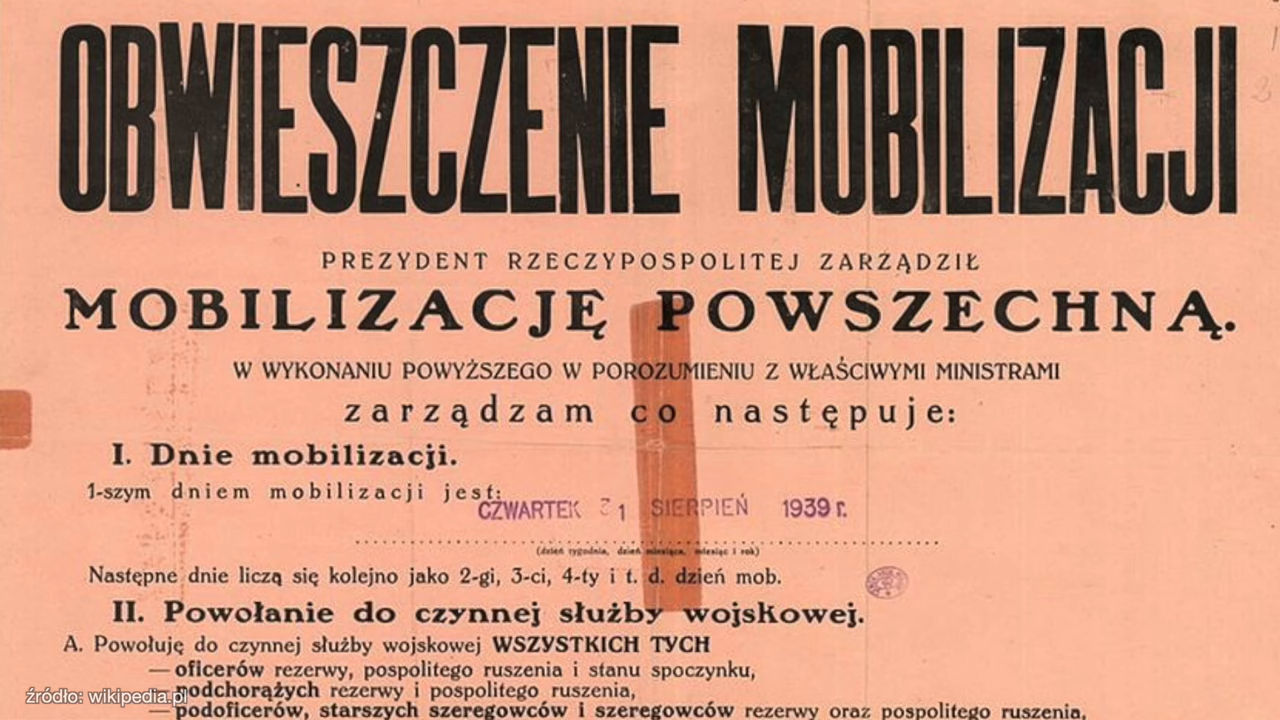 OBWIESZCZENIE MOBILIZACJI
PREZYDENT RZECZYPOSPOLITEJ ZARZĄDZIŁ
MOBILIZACJĘ POWSZECHNĄ.
W WYKONANIU POWYŻSZEGO W POROZUMIENIU Z WŁAŚCIWYMI MINISTRAMI
zarządzam co następuje:
I. Dnie mobilizacji.
1-szym dniem mobilizacji jest:
CZWARTEK 31 SIERPIEŃ 1939 r.
(dzień tygodnia, dzień miesiąca, miesiąc i rok)
Następne dnie liczą się kolejno jako 2-gi, 3-ci, 4-ty i t. d. dzień mob.
II. Powołanie do czynnej służby wojskowej.
A. Powołuję do czynnej służby wojskowej WSZYSTKICH TYCH
— oficerów rezerwy, pospolitego ruszenia i stanu spoczynku,
— podchorążych rezerwy i pospolitego ruszenia,
— podoficerów, starszych szeregowców i szeregowców rezerwy oraz pospolitego ruszenia,
źródło: wikipedia.pl